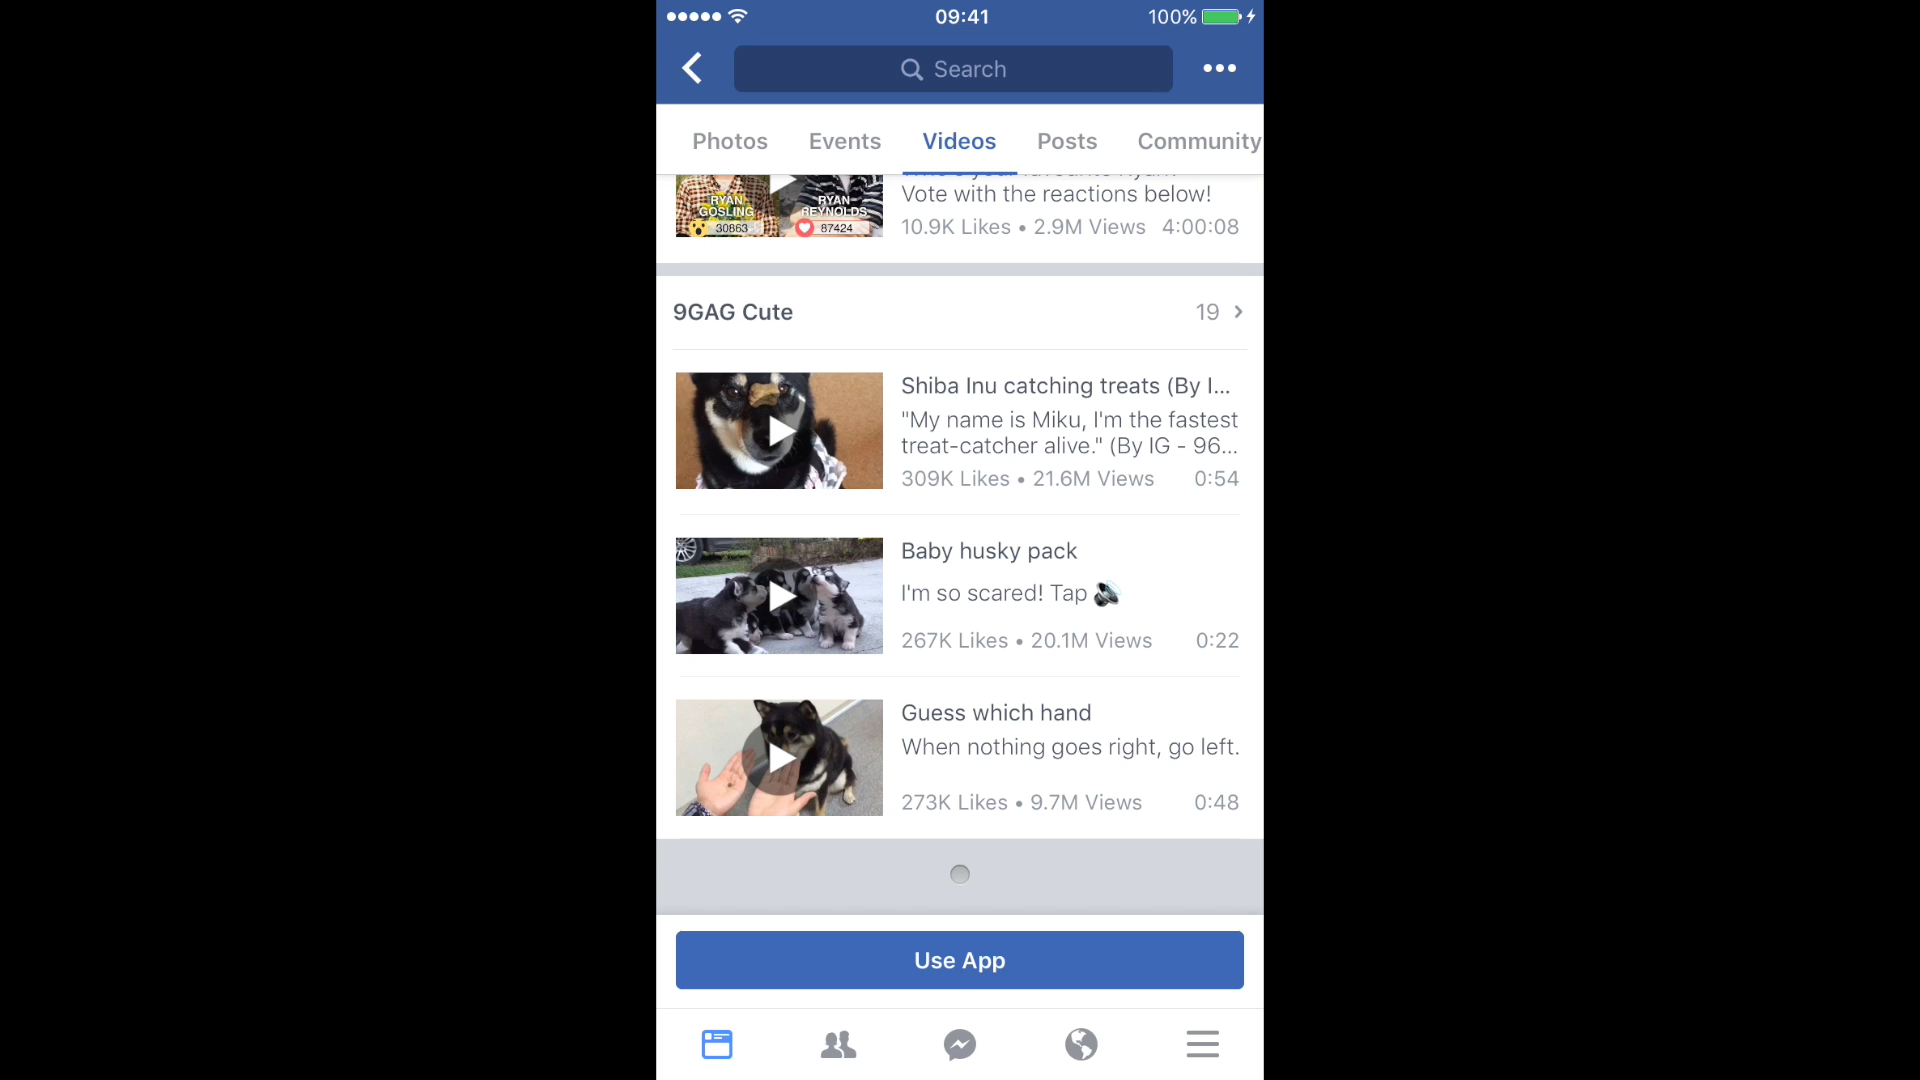 09:41
100%
Search
Photos Events Videos Posts Community
RYAN GOSLING
30863
RYAN REYNOLDS
87424
Vote with the reactions below!
10.9K Likes • 2.9M Views 4:00:08
9GAG Cute 19
Shiba Inu catching treats (By I...
"My name is Miku, I'm the fastest
treat-catcher alive." (By IG - 96...
309K Likes • 21.6M Views 0:54
Baby husky pack
I'm so scared! Tap 🔊
267K Likes • 20.1M Views 0:22
Guess which hand
When nothing goes right, go left.
273K Likes • 9.7M Views 0:48
Use App